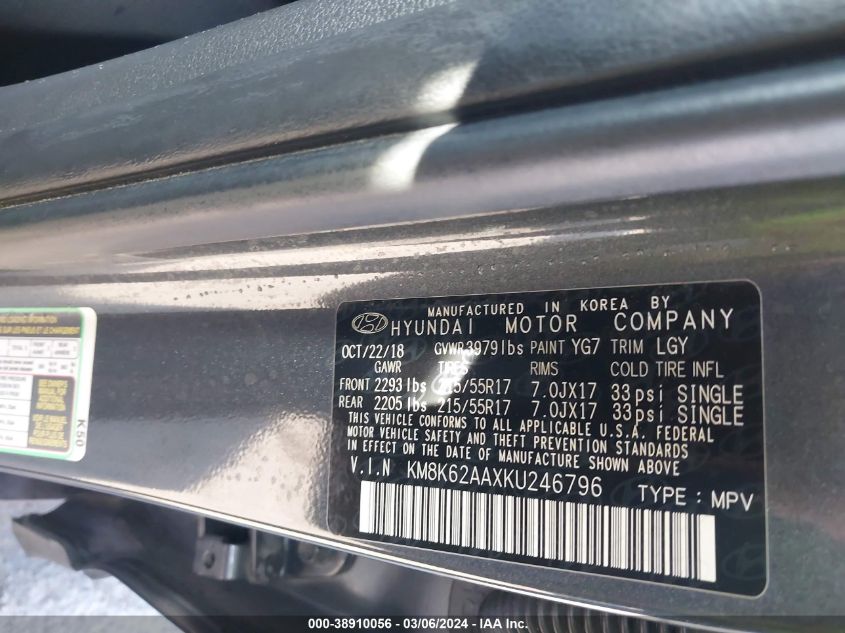 MANUFACTURED IN KOREA BY
HYUNDAI MOTOR COMPANY
OCT/22/18 GVWR 3979 lbs PAINT YG7 TRIM LGY
GAWR TIRES RIMS COLD TIRE INFL
FRONT 2293 lbs 215/55R17 7.0JX17 33psi SINGLE
REAR 2205 lbs 215/55R17 7.0JX17 33psi SINGLE
THIS VEHICLE CONFORMS TO ALL APPLICABLE U.S.A. FEDERAL
MOTOR VEHICLE SAFETY AND THEFT PREVENTION STANDARDS
IN EFFECT ON THE DATE OF MANUFACTURE SHOWN ABOVE
V.I.N KM8K62AAXKU246796 TYPE : MPV
K50
000-38910056 - 03/06/2024 - IAAI.com